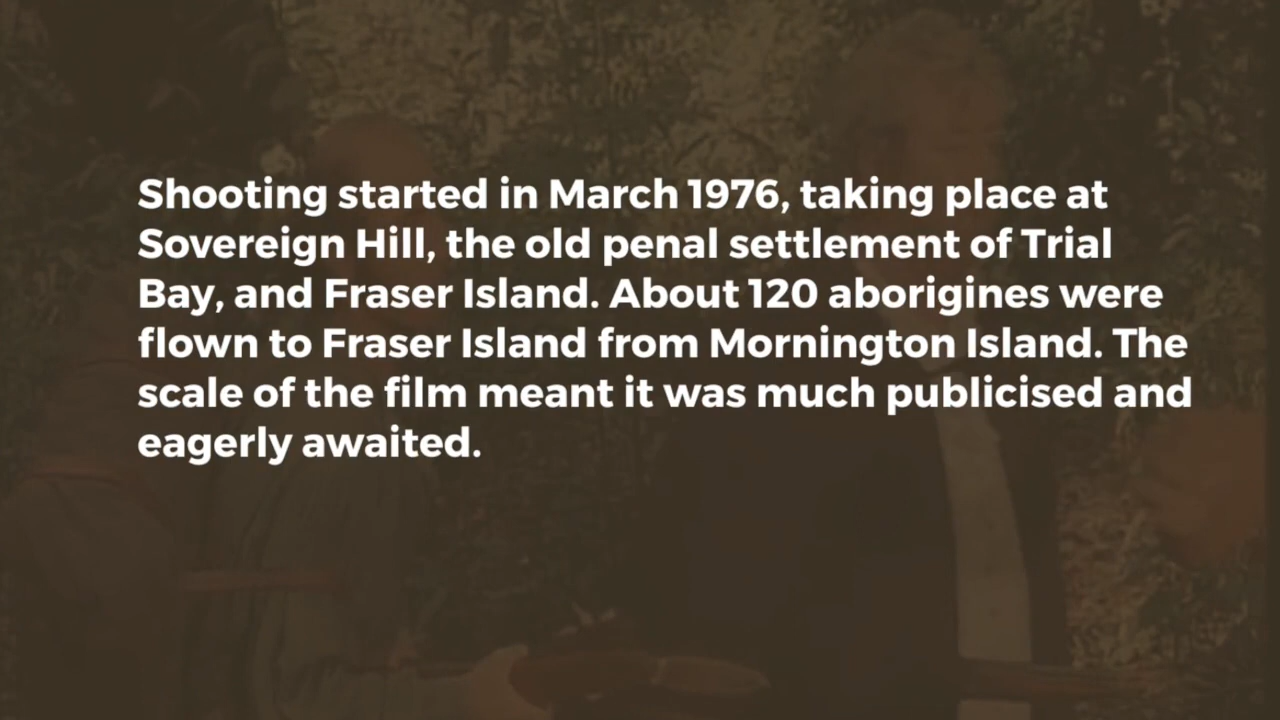 Shooting started in March 1976, taking place at
Sovereign Hill, the old penal settlement of Trial
Bay, and Fraser Island. About 120 aborigines were
flown to Fraser Island from Mornington Island. The
scale of the film meant it was much publicised and
eagerly awaited.